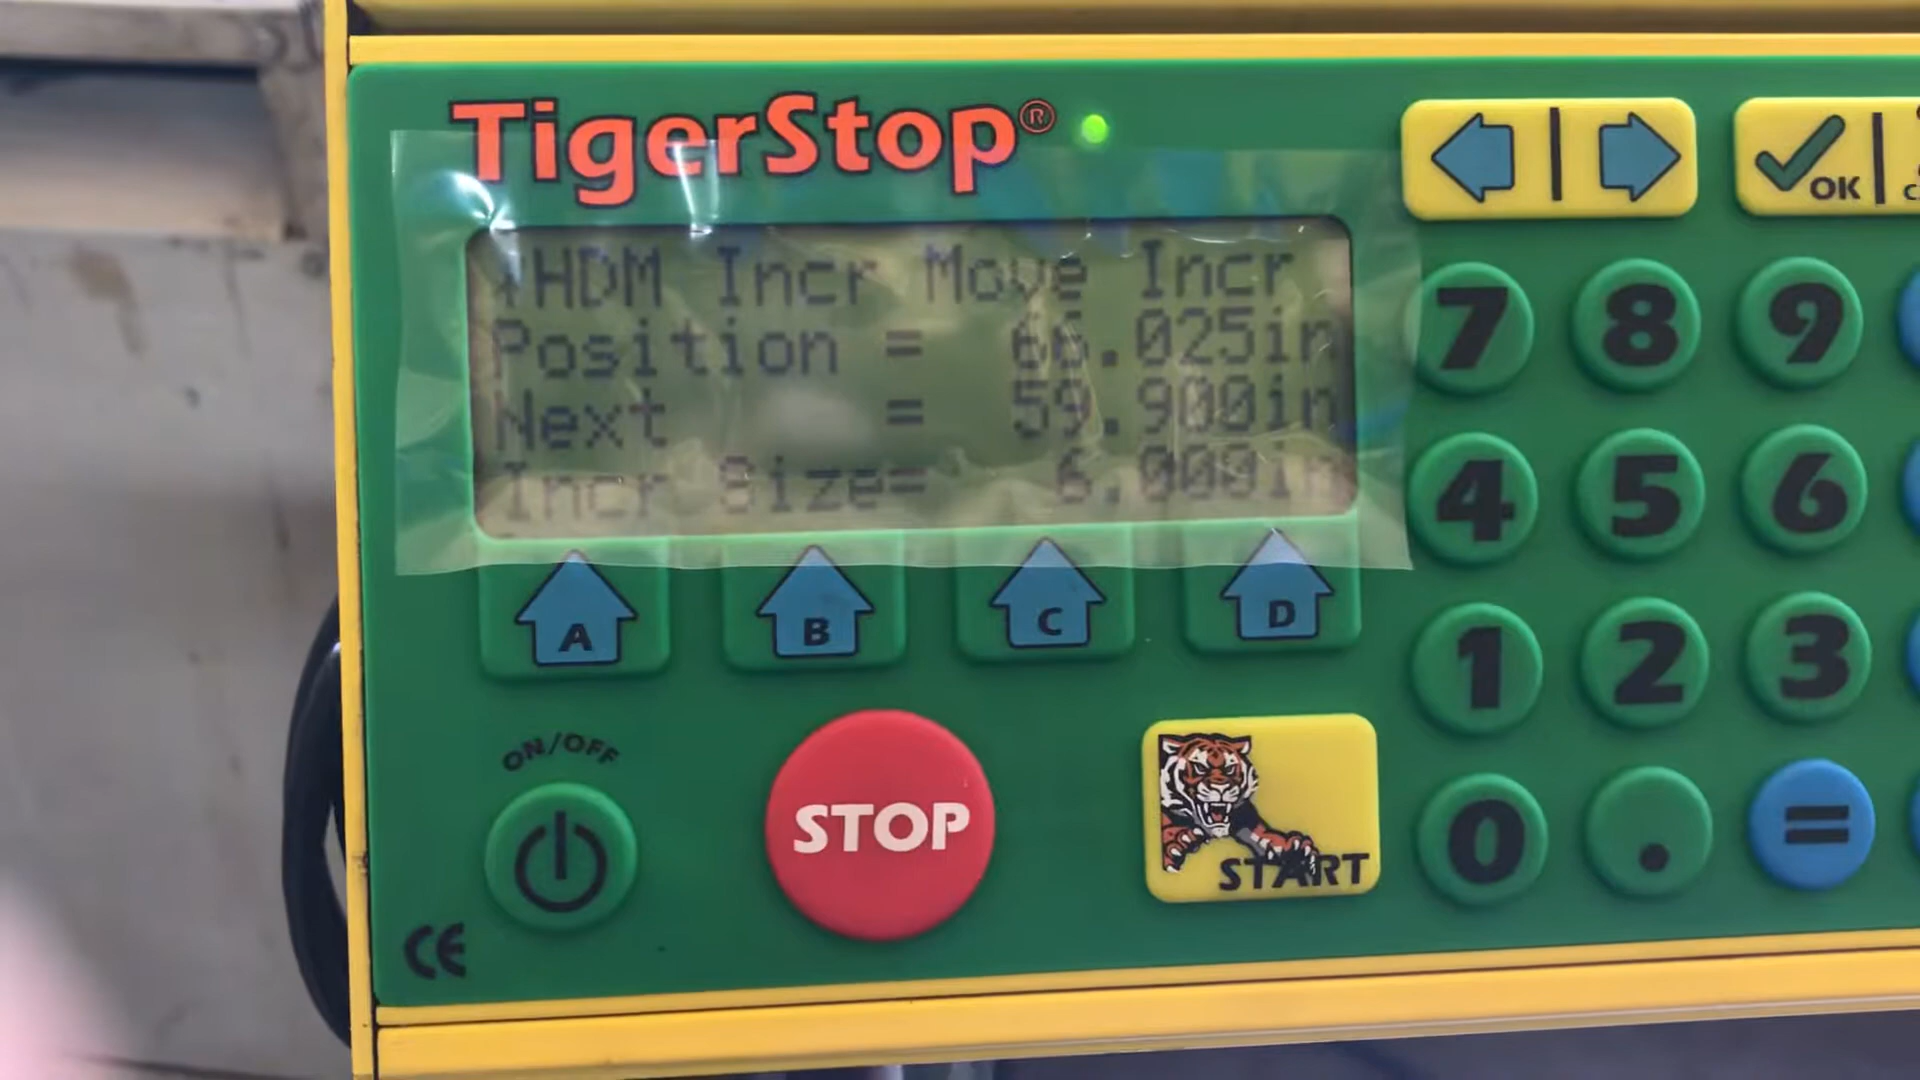 TigerStop®
HDM Incr Move Incr
Position = 66.025in
Next = 59.900in
Incr Size= 6.000in
A B C D
ON/OFF
STOP
START
CE
OK
7 8 9
4 5 6
1 2 3
0 . =